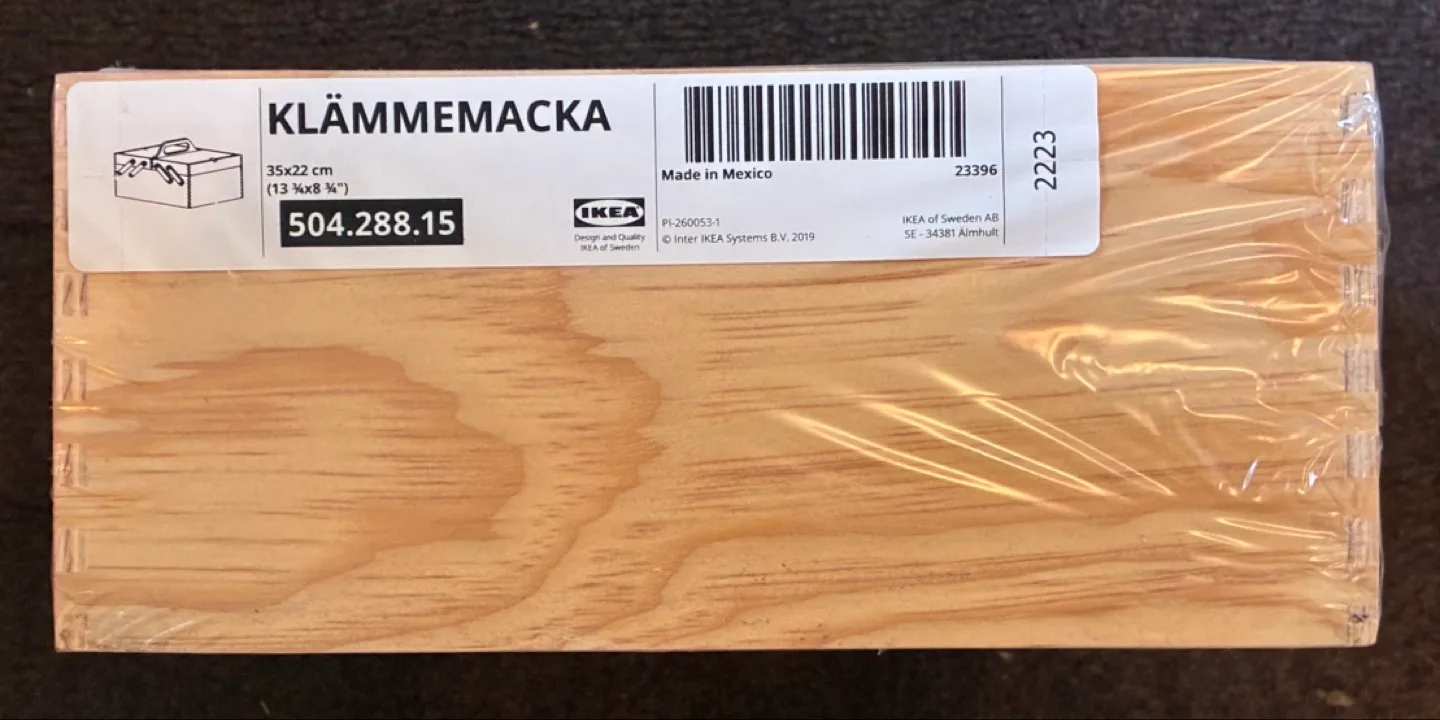 KLÄMMEMACKA
35x22 cm
(13 ¾x8 ¾")
504.288.15
IKEA
Design and Quality
IKEA of Sweden
Made in Mexico
23396
PI-260053-1
© Inter IKEA Systems B.V. 2019
IKEA of Sweden AB
SE - 34381 Älmhult
2223